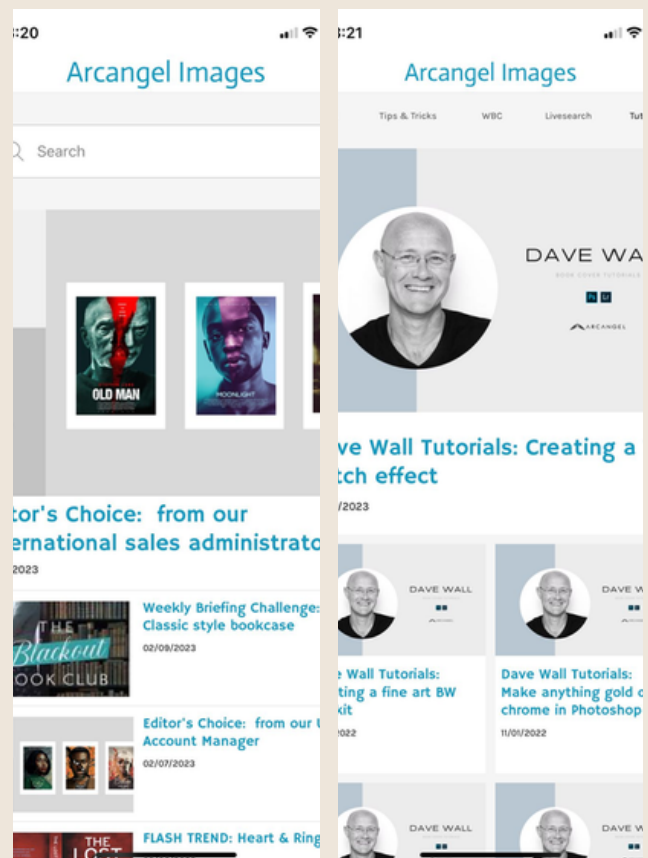 :20
Arcangel Images
Search
OLD MAN
MOONLIGHT
tor's Choice:  from our
ernational sales administrato
2023
THE
Blackout
OOK CLUB
Weekly Briefing Challenge:
Classic style bookcase
02/09/2023
Editor's Choice:  from our U
Account Manager
02/07/2023
THE
LOST
FLASH TREND: Heart & Ring
:21
Arcangel Images
Tips & Tricks
WBC
Livesearch
Tut
DAVE WA
BOOK COVER TUTORIALS
ARCANGEL
ve Wall Tutorials: Creating a
tch effect
/2023
DAVE WALL
DAVE W
e Wall Tutorials:
ting a fine art BW
kit
2022
Dave Wall Tutorials:
Make anything gold o
chrome in Photoshop
11/01/2022
DAVE WALL
DAVE W